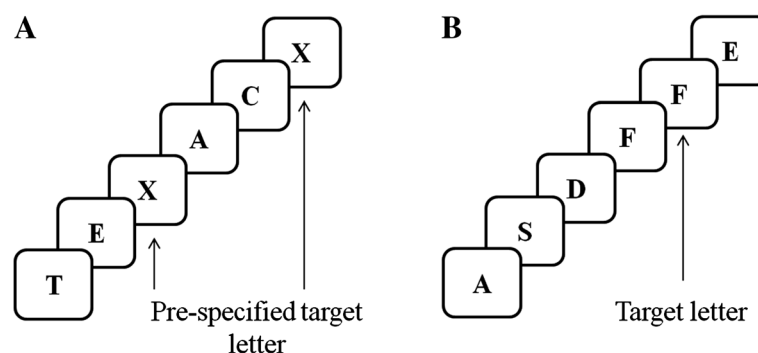 A
X
C
A
X
E
T
Pre-specified target
letter
B
E
F
F
D
S
A
Target letter